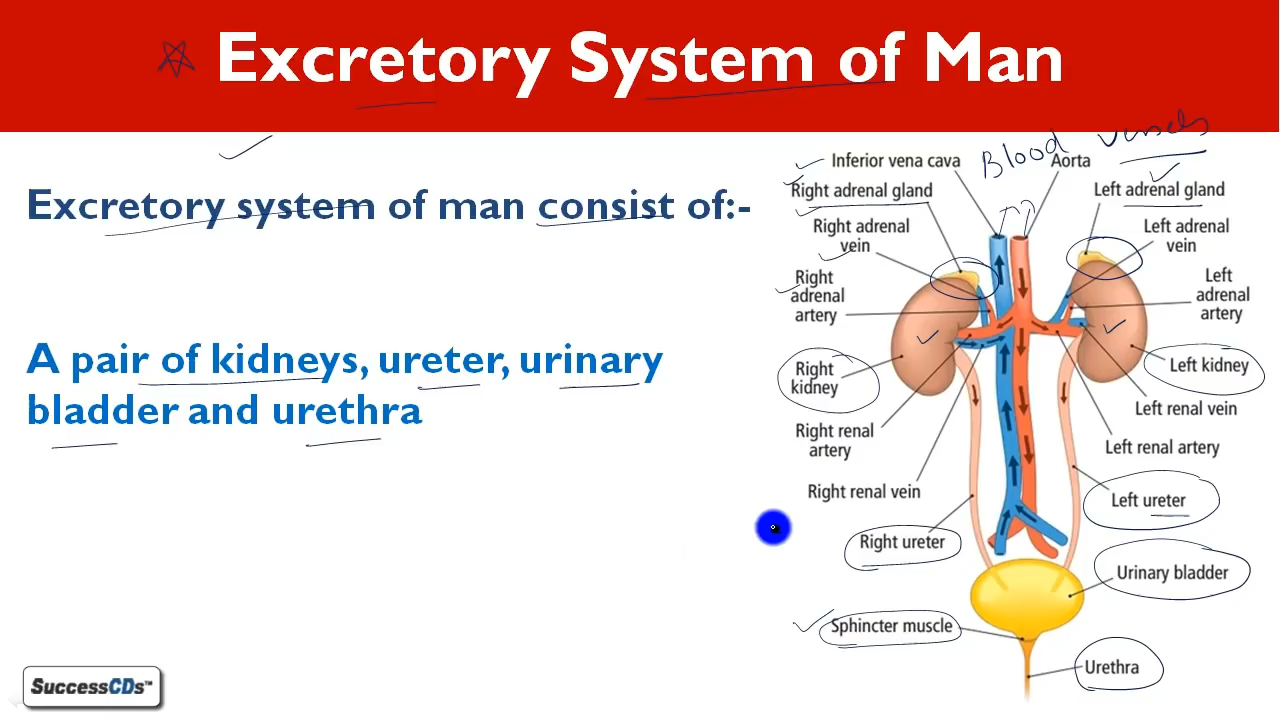 Excretory System of Man
Excretory system of man consist of:-
A pair of kidneys, ureter, urinary
bladder and urethra
Blood Vessels
Inferior vena cava
Aorta
Right adrenal gland
Left adrenal gland
Right adrenal
vein
Left adrenal
vein
Right
adrenal
artery
Left
adrenal
artery
Right
kidney
Left kidney
Left renal vein
Right renal
artery
Left renal artery
Right renal vein
Left ureter
Right ureter
Urinary bladder
Sphincter muscle
Urethra
SuccessCDs™